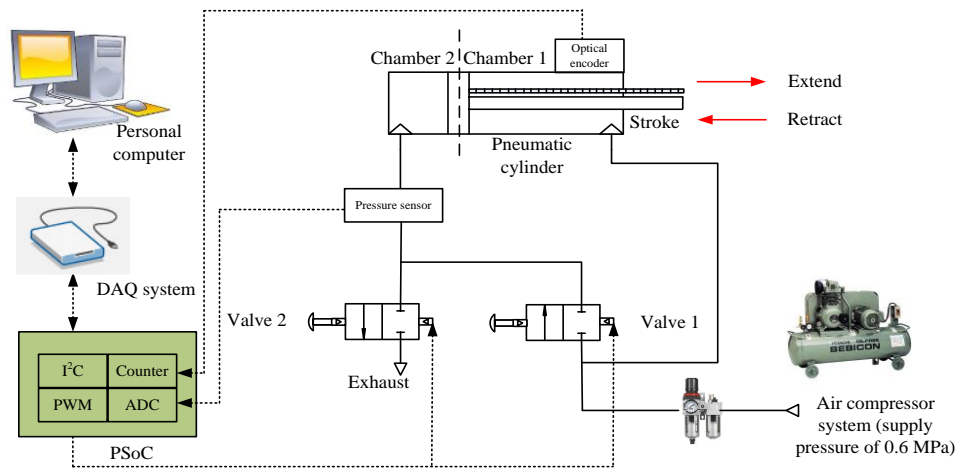 Chamber 2
Chamber 1
Optical
encoder
Extend
Stroke
Retract
Pneumatic
cylinder
Personal
computer
Pressure sensor
DAQ system
Valve 2
Valve 1
BEBICON
Exhaust
I²C
Counter
PWM
ADC
PSoC
Air compressor
system (supply
pressure of 0.6 MPa)